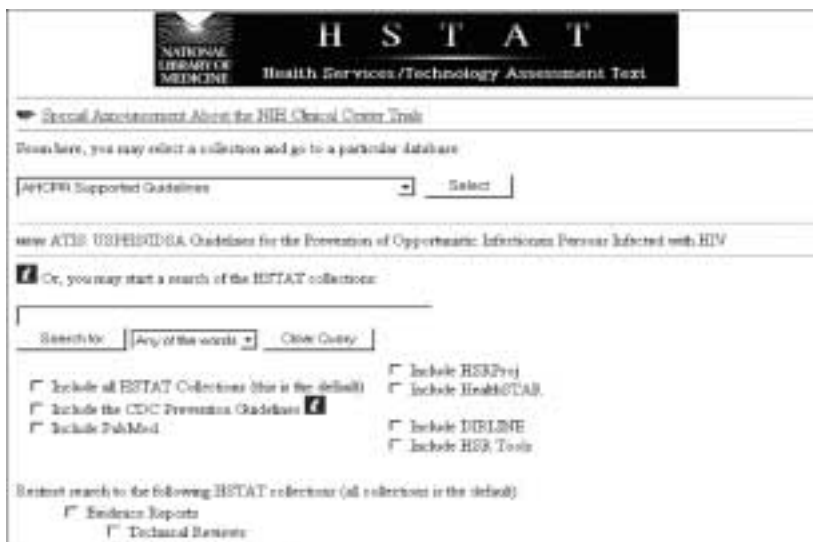 NATIONAL
LIBRARY OF
MEDICINE
H S T A T
Health Services/Technology Assessment Text
Special Announcement About the NIH Clinical Center Trials
From here, you may select a collection and go to a particular database
AHCPR Supported Guidelines
Select
new ATIS: USPHS/IDSA Guidelines for the Prevention of Opportunistic Infections Persons Infected with HIV
Or, you may start a search of the HSTAT collections:
Search for Any of the words Clear Query
Include all HSTAT Collections (this is the default)
Include the CDC Prevention Guidelines
Include PubMed
Include HSRProj
Include HealthSTAR
Include DIRLINE
Include HSR Tools
Restrict search to the following HSTAT collections (all collections is the default)
Evidence Reports
Technical Reviews